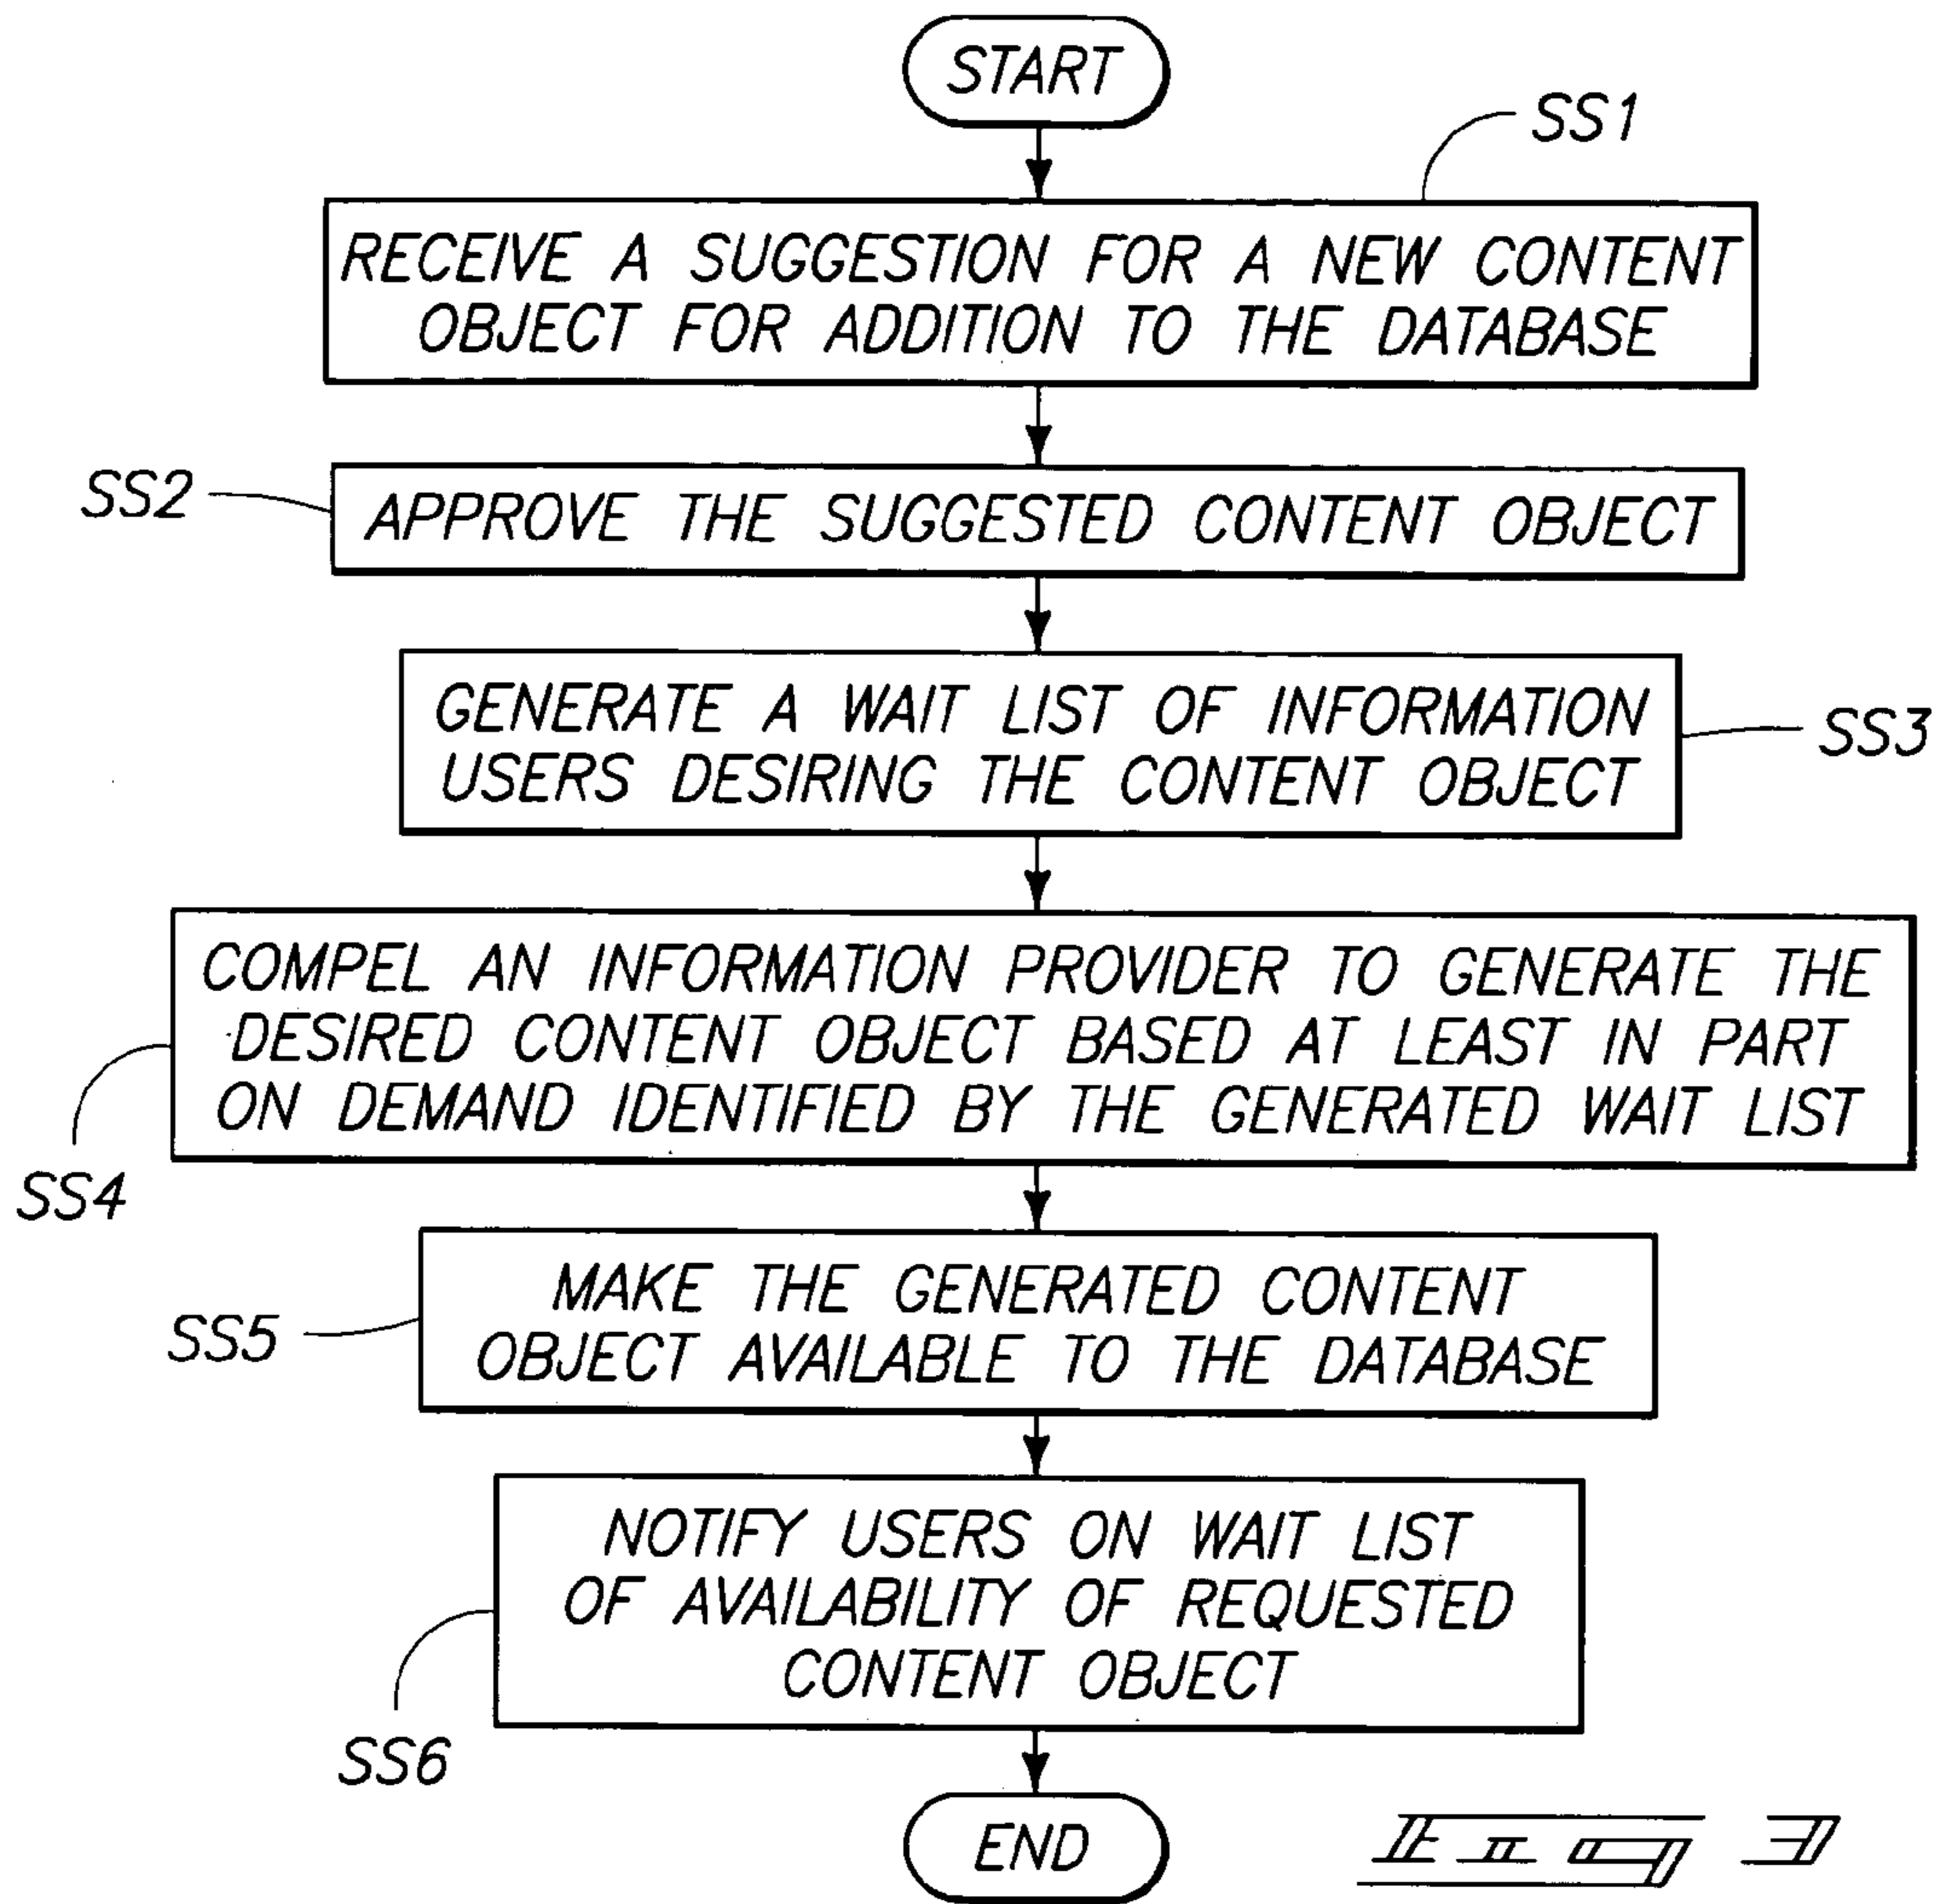 START
SS1
RECEIVE A SUGGESTION FOR A NEW CONTENT
OBJECT FOR ADDITION TO THE DATABASE
SS2
APPROVE THE SUGGESTED CONTENT OBJECT
GENERATE A WAIT LIST OF INFORMATION
USERS DESIRING THE CONTENT OBJECT
SS3
COMPEL AN INFORMATION PROVIDER TO GENERATE THE
DESIRED CONTENT OBJECT BASED AT LEAST IN PART
ON DEMAND IDENTIFIED BY THE GENERATED WAIT LIST
SS4
MAKE THE GENERATED CONTENT
OBJECT AVAILABLE TO THE DATABASE
SS5
NOTIFY USERS ON WAIT LIST
OF AVAILABILITY OF REQUESTED
CONTENT OBJECT
SS6
END
FIG 3